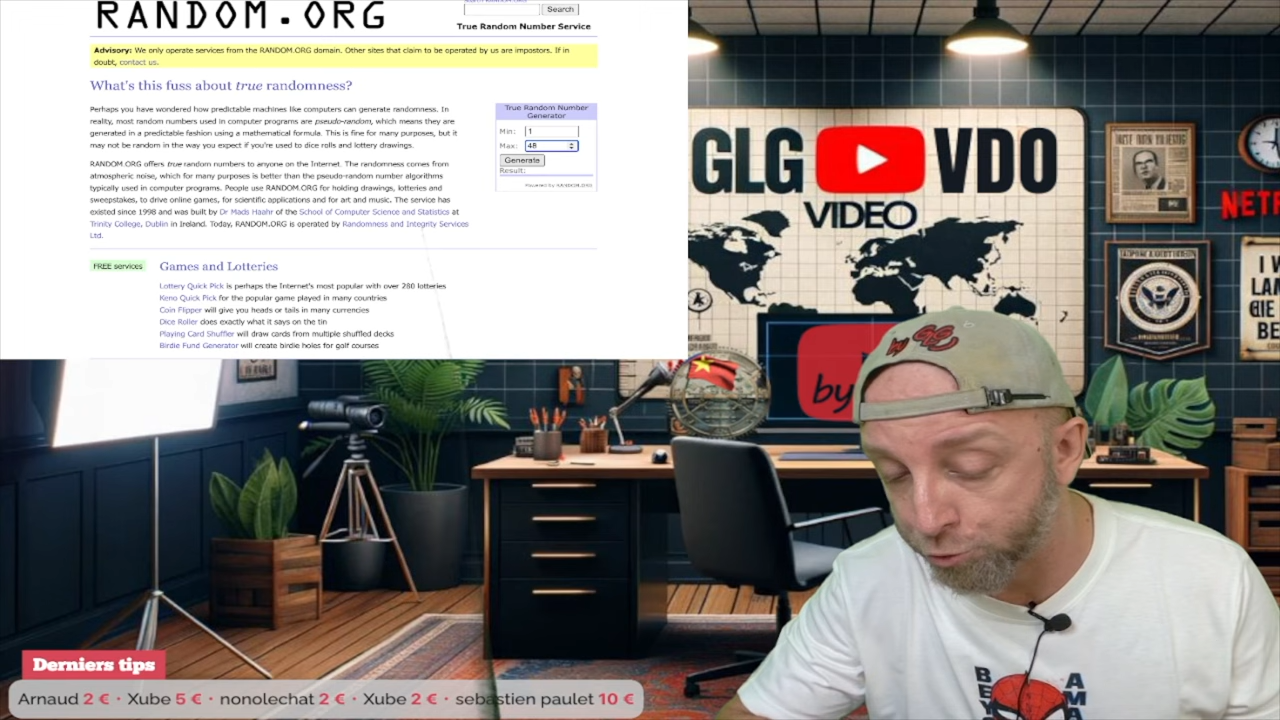 RANDOM.ORG
Search RANDOM.ORG
Search
True Random Number Service
Advisory: We only operate services from the RANDOM.ORG domain. Other sites that claim to be operated by us are impostors. If in
doubt, contact us.
What's this fuss about true randomness?
Perhaps you have wondered how predictable machines like computers can generate randomness. In
reality, most random numbers used in computer programs are pseudo-random, which means they are
generated in a predictable fashion using a mathematical formula. This is fine for many purposes, but it
may not be random in the way you expect if you're used to dice rolls and lottery drawings.
RANDOM.ORG offers true random numbers to anyone on the Internet. The randomness comes from
atmospheric noise, which for many purposes is better than the pseudo-random number algorithms
typically used in computer programs. People use RANDOM.ORG for holding drawings, lotteries and
sweepstakes, to drive online games, for scientific applications and for art and music. The service has
existed since 1998 and was built by Dr Mads Haahr of the School of Computer Science and Statistics at
Trinity College, Dublin in Ireland. Today, RANDOM.ORG is operated by Randomness and Integrity Services
Ltd.
True Random Number
Generator
Min: 1
Max: 48
Generate
Result:
Powered by RANDOM.ORG
FREE services
Games and Lotteries
Lottery Quick Pick is perhaps the Internet's most popular with over 280 lotteries
Keno Quick Pick for the popular game played in many countries
Coin Flipper will give you heads or tails in many currencies
Dice Roller does exactly what it says on the tin
Playing Card Shuffler will draw cards from multiple shuffled decks
Birdie Fund Generator will create birdie holes for golf courses
GLG VDO
VIDEO
NETF
I W
LAN
by
by GG
BEY
AMA
Derniers tips
Arnaud 2 € · Xube 5 € · nonolechat 2 € · Xube 2 € · sebastien paulet 10 €